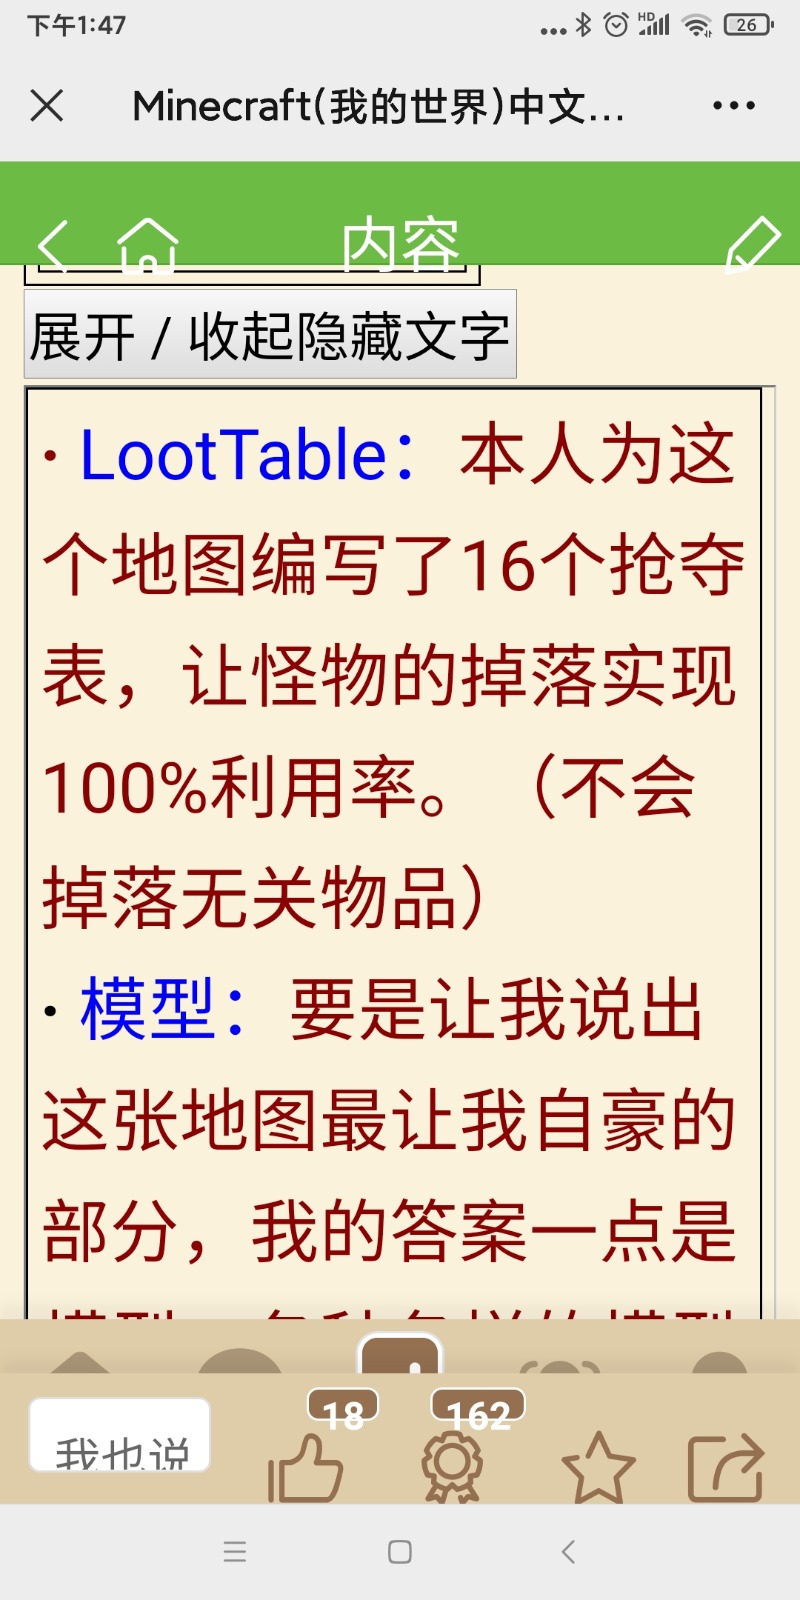 下午1:47
HD
26
Minecraft(我的世界)中文...
内容
展开 / 收起隐藏文字
· LootTable：本人为这
个地图编写了16个抢夺
表，让怪物的掉落实现
100%利用率。（不会
掉落无关物品）
· 模型：要是让我说出
这张地图最让我自豪的
部分，我的答案一点是
18
162
我也说